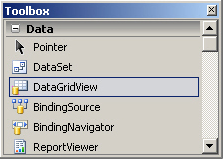 Toolbox
Data
Pointer
DataSet
DataGridView
BindingSource
BindingNavigator
ReportViewer